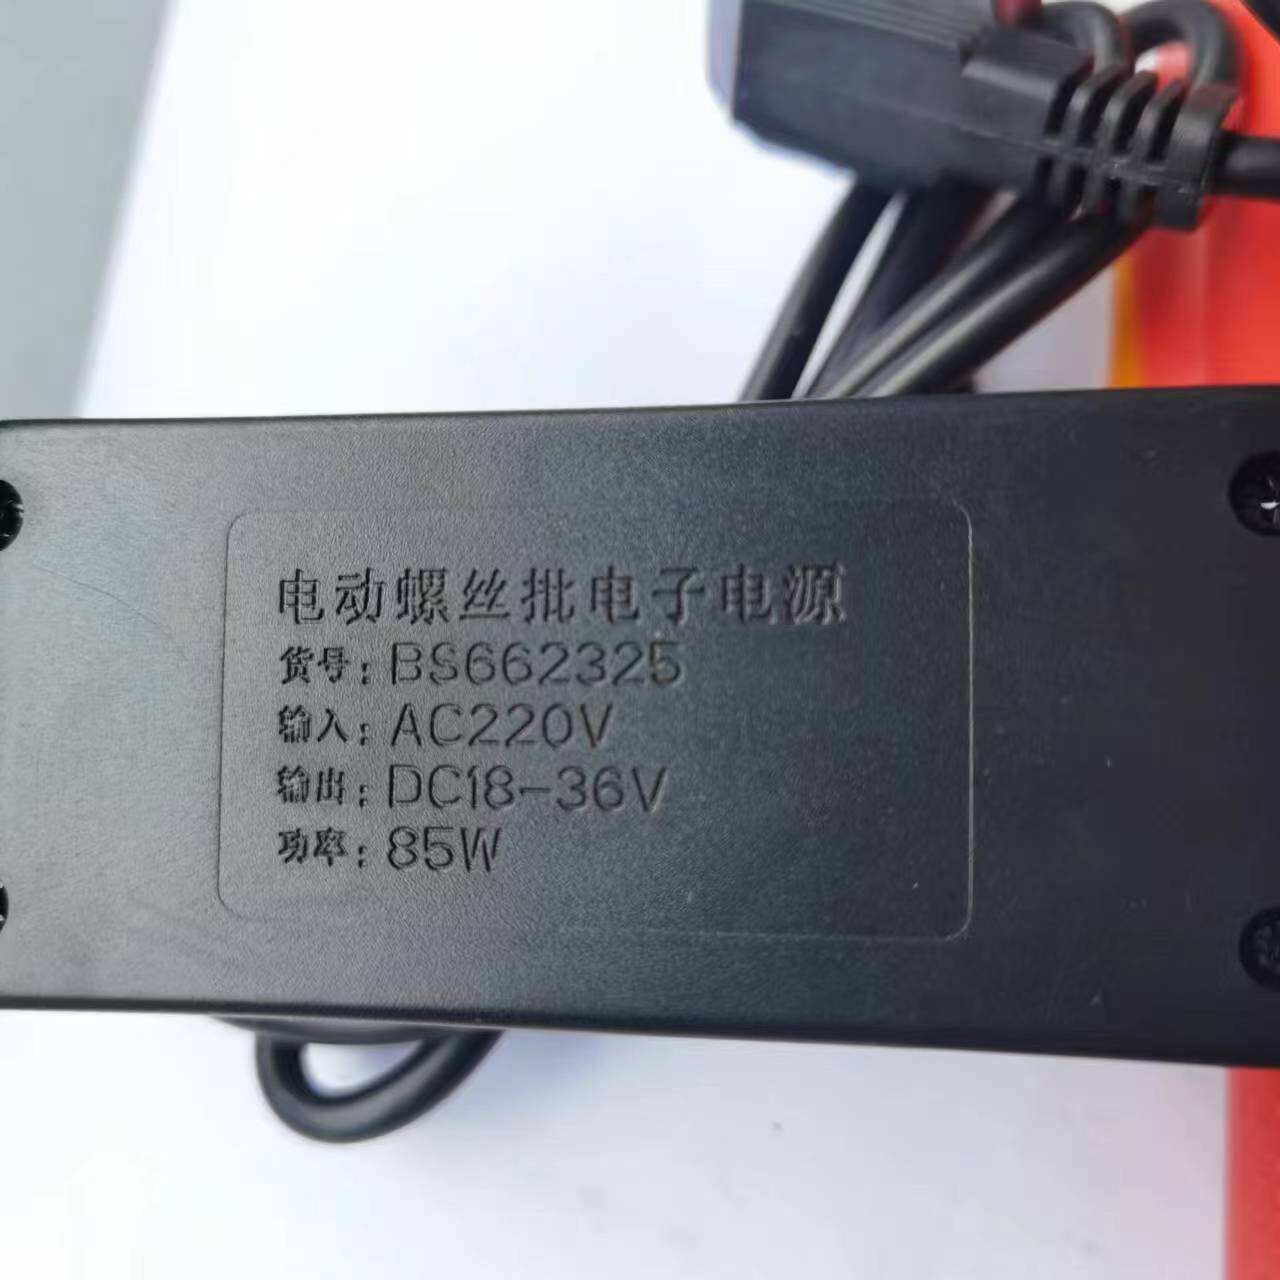 电动螺丝批电子电源
货号：BS662325
输入：AC220V
输出：DC18-36V
功率：85W